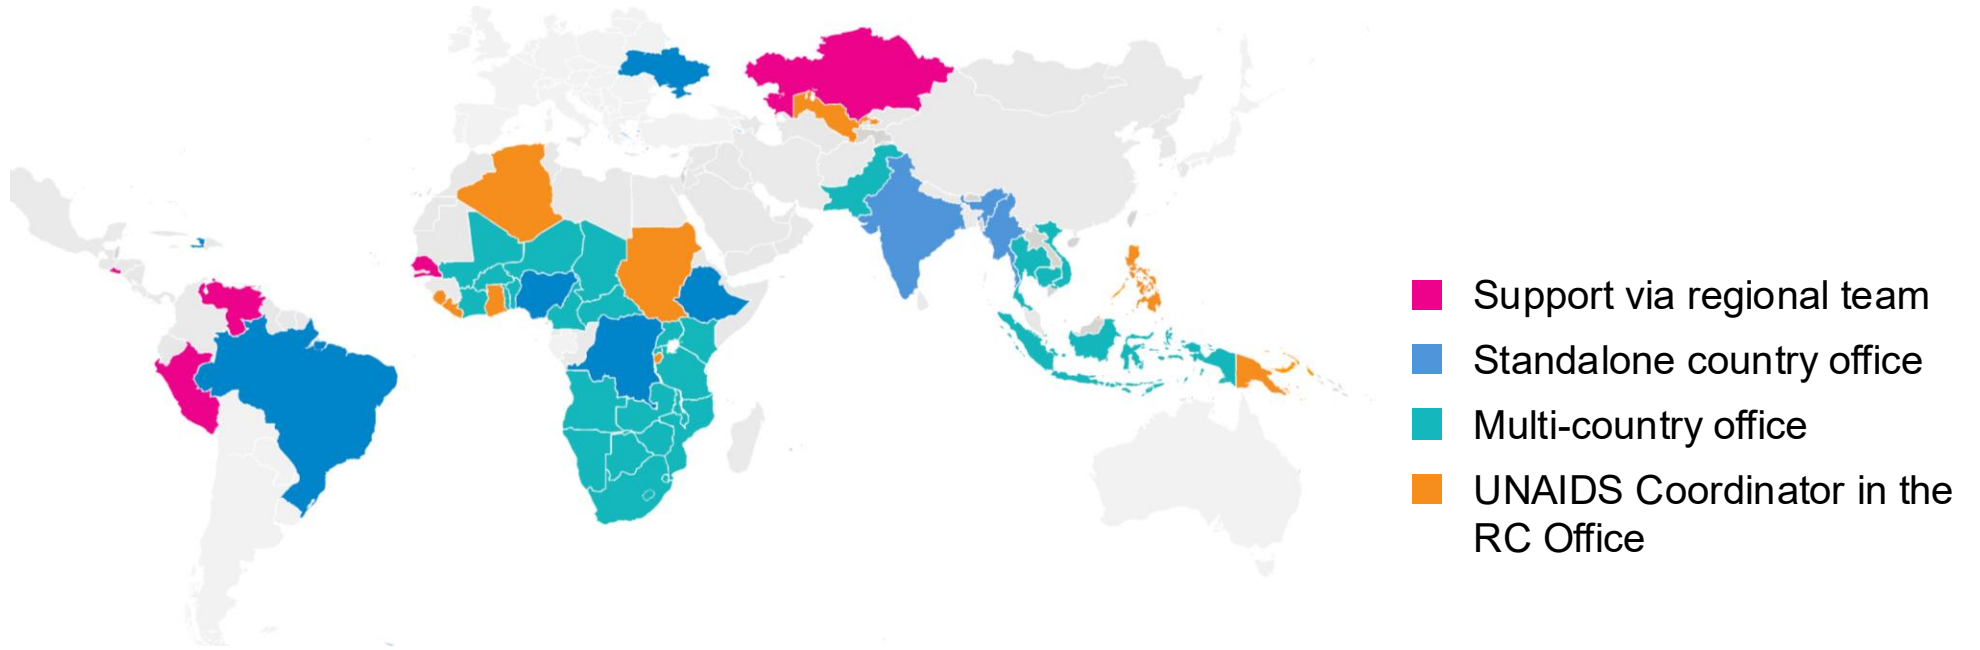 Support via regional team
Standalone country office
Multi-country office
UNAIDS Coordinator in the
RC Office